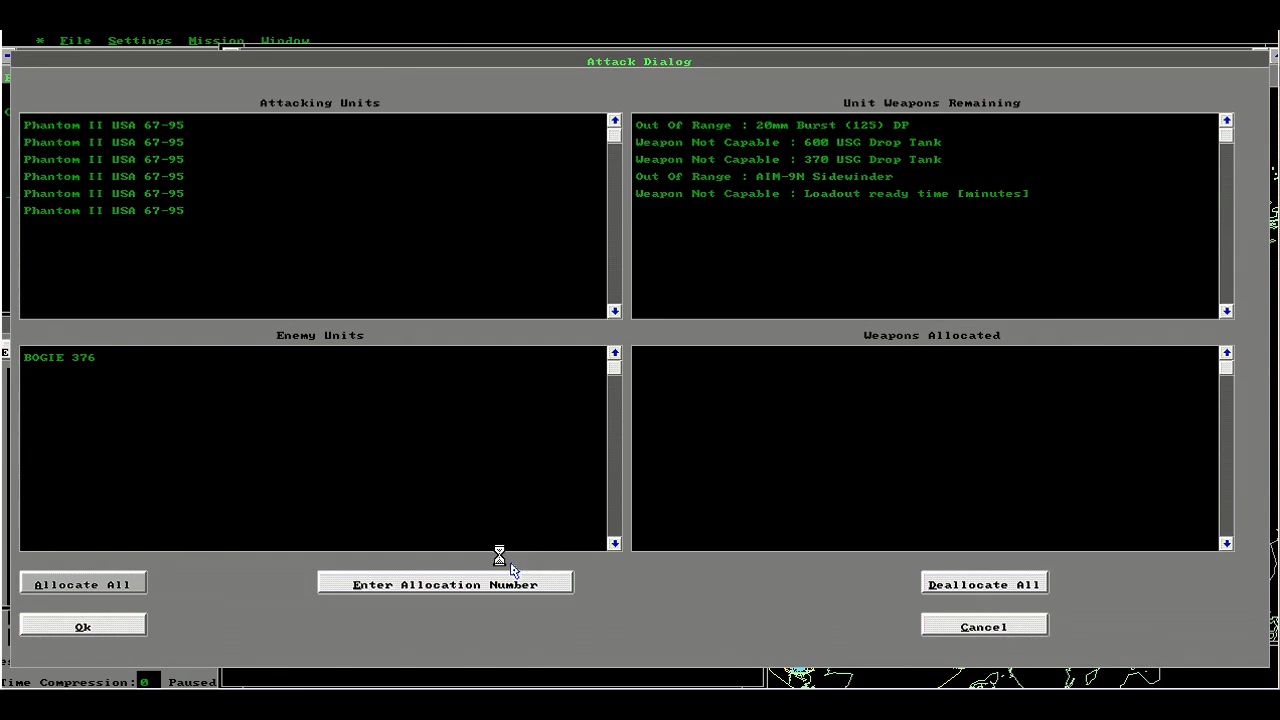 * File Settings Mission Window
Attack Dialog
Attacking Units
Unit Weapons Remaining
Phantom II USA 67-95
Phantom II USA 67-95
Phantom II USA 67-95
Phantom II USA 67-95
Phantom II USA 67-95
Phantom II USA 67-95
Out Of Range : 20mm Burst (125) DP
Weapon Not Capable : 600 USG Drop Tank
Weapon Not Capable : 370 USG Drop Tank
Out Of Range : AIM-9N Sidewinder
Weapon Not Capable : Loadout ready time [minutes]
Enemy Units
Weapons Allocated
BOGIE 376
Allocate All
Enter Allocation Number
Deallocate All
Ok
Cancel
Time Compression: 0 Paused